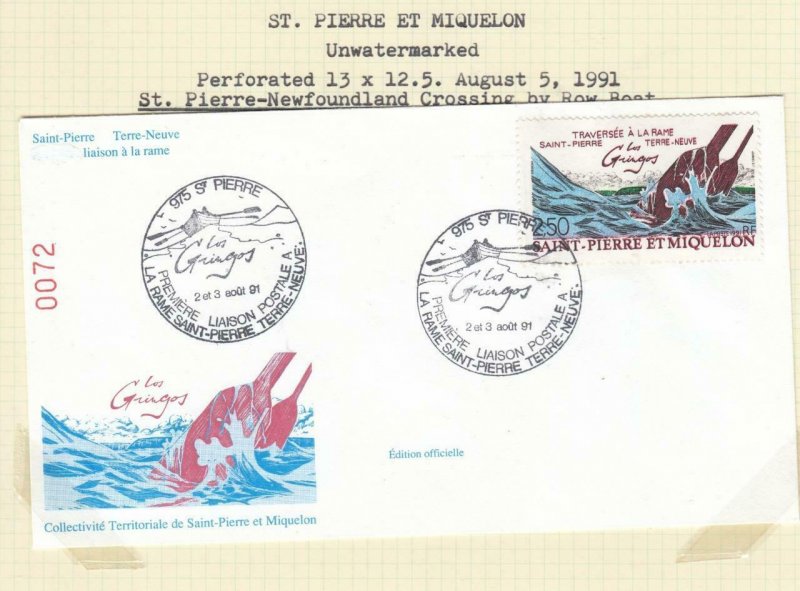 ST. PIERRE ET MIQUELON
Unwatermarked
Perforated 13 x 12.5. August 5, 1991
St. Pierre-Newfoundland Crossing by Row Boat
Saint-Pierre Terre-Neuve
liaison à la rame
0072
975 ST PIERRE
Los Gringos
2 et 3 août 91
PREMIÈRE LIAISON POSTALE A
LA RAME SAINT-PIERRE TERRE-NEUVE.
975 ST PIERRE
Los Gringos
2 et 3 août 91
PREMIÈRE LIAISON POSTALE A
LA RAME SAINT-PIERRE TERRE-NEUVE.
TRAVERSÉE À LA RAME
SAINT-PIERRE TERRE-NEUVE
Los Gringos
2.50
RF
SAINT-PIERRE ET MIQUELON
Los Gringos
Édition officielle
Collectivité Territoriale de Saint-Pierre et Miquelon